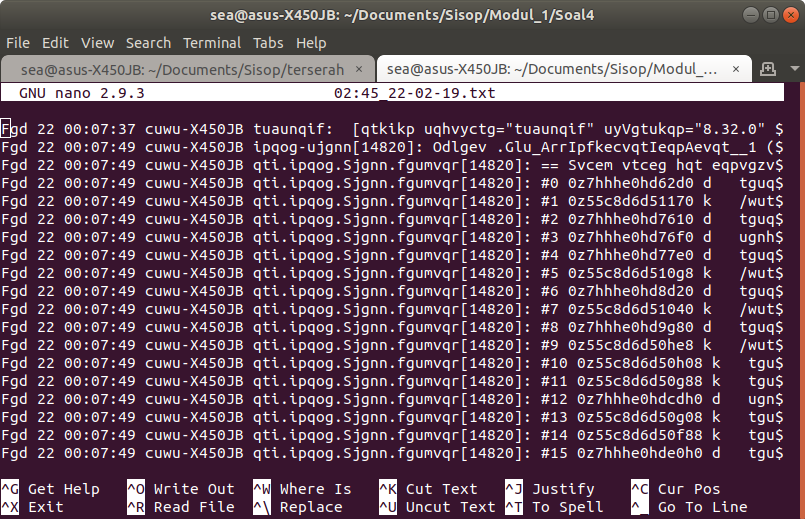 sea@asus-X450JB: ~/Documents/Sisop/Modul_1/Soal4
File Edit View Search Terminal Tabs Help
sea@asus-X450JB: ~/Documents/Sisop/terserah × sea@asus-X450JB: ~/Documents/Sisop/Modul_... ×
GNU nano 2.9.3 02:45_22-02-19.txt
Fgd 22 00:07:37 cuwu-X450JB tuaunqif:  [qtkikp uqhvyctg="tuaunqif" uyVgtukqp="8.32.0" $
Fgd 22 00:07:49 cuwu-X450JB ipqog-ujgnn[14820]: Odlgev .Glu_ArrIpfkecvqtIeqpAevqt__1 ($
Fgd 22 00:07:49 cuwu-X450JB qti.ipqog.Sjgnn.fgumvqr[14820]: == Svcem vtceg hqt eqpvgzv$
Fgd 22 00:07:49 cuwu-X450JB qti.ipqog.Sjgnn.fgumvqr[14820]: #0 0z7hhhe0hd62d0 d   tguq$
Fgd 22 00:07:49 cuwu-X450JB qti.ipqog.Sjgnn.fgumvqr[14820]: #1 0z55c8d6d51170 k   /wut$
Fgd 22 00:07:49 cuwu-X450JB qti.ipqog.Sjgnn.fgumvqr[14820]: #2 0z7hhhe0hd7610 d   tguq$
Fgd 22 00:07:49 cuwu-X450JB qti.ipqog.Sjgnn.fgumvqr[14820]: #3 0z7hhhe0hd76f0 d   ugnh$
Fgd 22 00:07:49 cuwu-X450JB qti.ipqog.Sjgnn.fgumvqr[14820]: #4 0z7hhhe0hd77e0 d   tguq$
Fgd 22 00:07:49 cuwu-X450JB qti.ipqog.Sjgnn.fgumvqr[14820]: #5 0z55c8d6d510g8 k   /wut$
Fgd 22 00:07:49 cuwu-X450JB qti.ipqog.Sjgnn.fgumvqr[14820]: #6 0z7hhhe0hd8d20 d   tguq$
Fgd 22 00:07:49 cuwu-X450JB qti.ipqog.Sjgnn.fgumvqr[14820]: #7 0z55c8d6d51040 k   /wut$
Fgd 22 00:07:49 cuwu-X450JB qti.ipqog.Sjgnn.fgumvqr[14820]: #8 0z7hhhe0hd9g80 d   tguq$
Fgd 22 00:07:49 cuwu-X450JB qti.ipqog.Sjgnn.fgumvqr[14820]: #9 0z55c8d6d50he8 k   /wut$
Fgd 22 00:07:49 cuwu-X450JB qti.ipqog.Sjgnn.fgumvqr[14820]: #10 0z55c8d6d50h08 k   tgu$
Fgd 22 00:07:49 cuwu-X450JB qti.ipqog.Sjgnn.fgumvqr[14820]: #11 0z55c8d6d50g88 k   tgu$
Fgd 22 00:07:49 cuwu-X450JB qti.ipqog.Sjgnn.fgumvqr[14820]: #12 0z7hhhe0hdcdh0 d   ugn$
Fgd 22 00:07:49 cuwu-X450JB qti.ipqog.Sjgnn.fgumvqr[14820]: #13 0z55c8d6d50g08 k   tgu$
Fgd 22 00:07:49 cuwu-X450JB qti.ipqog.Sjgnn.fgumvqr[14820]: #14 0z55c8d6d50f88 k   tgu$
Fgd 22 00:07:49 cuwu-X450JB qti.ipqog.Sjgnn.fgumvqr[14820]: #15 0z7hhhe0hde0h0 d   tgu$
^G Get Help ^O Write Out ^W Where Is ^K Cut Text ^J Justify ^C Cur Pos
^X Exit ^R Read File ^\ Replace ^U Uncut Text ^T To Spell ^_ Go To Line